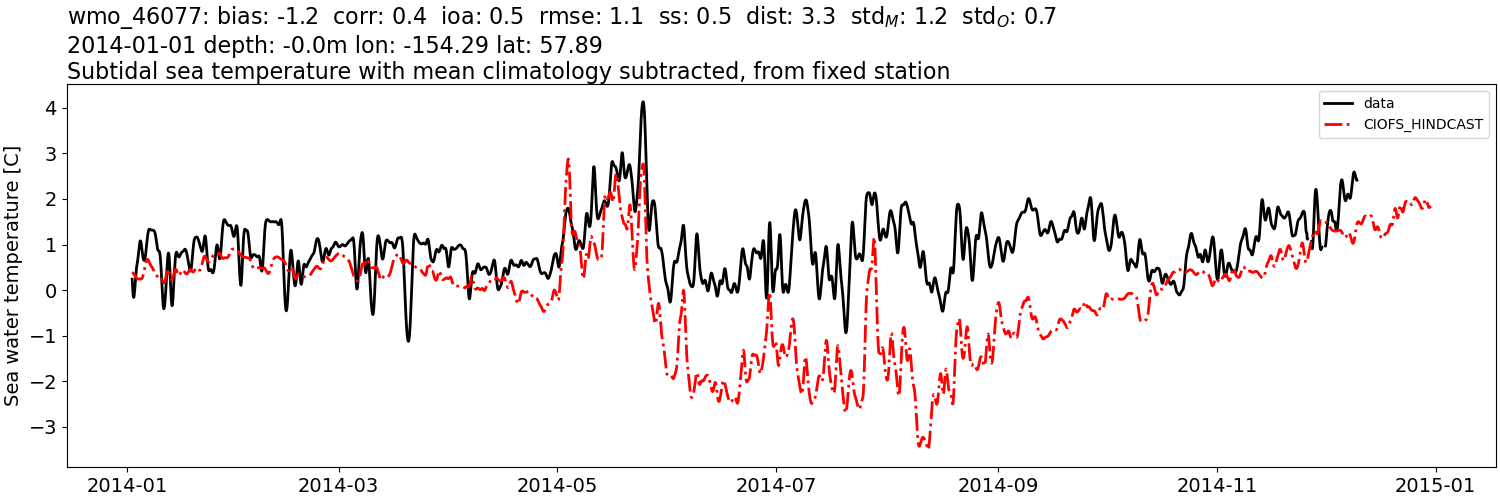 wmo_46077: bias: -1.2  corr: 0.4  ioa: 0.5  rmse: 1.1  ss: 0.5  dist: 3.3  std_M: 1.2  std_O: 0.7
2014-01-01 depth: -0.0m lon: -154.29 lat: 57.89
Subtidal sea temperature with mean climatology subtracted, from fixed station
Sea water temperature [C]
4
3
2
1
0
−1
−2
−3
data
CIOFS_HINDCAST
2014-01
2014-03
2014-05
2014-07
2014-09
2014-11
2015-01